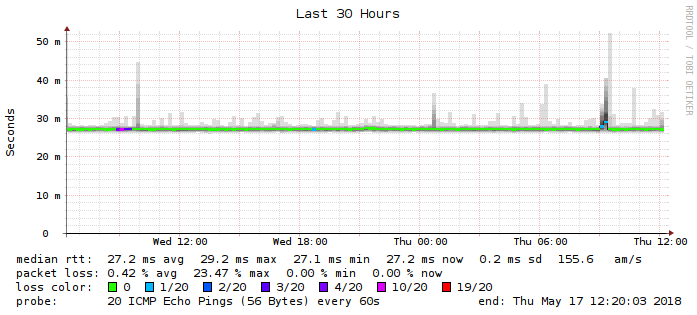 Last 30 Hours
RRDTOOL / TOBI OETIKER
Seconds
50 m
40 m
30 m
20 m
10 m
0
Wed 12:00 Wed 18:00 Thu 00:00 Thu 06:00 Thu 12:00
median rtt: 27.2 ms avg 29.2 ms max 27.1 ms min 27.2 ms now 0.2 ms sd 155.6 am/s
packet loss: 0.42 % avg 23.47 % max 0.00 % min 0.00 % now
loss color: 0 1/20 2/20 3/20 4/20 10/20 19/20
probe: 20 ICMP Echo Pings (56 Bytes) every 60s end: Thu May 17 12:20:03 2018